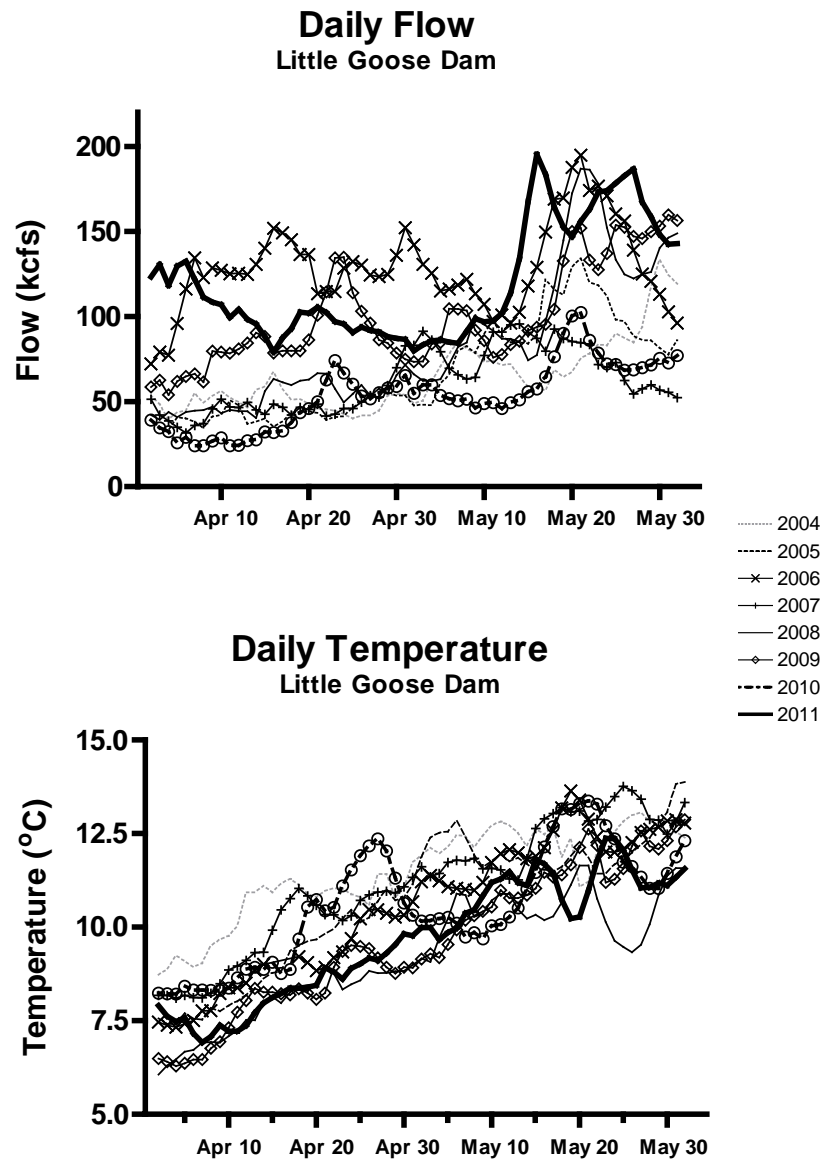 Daily Flow
Little Goose Dam
Flow (kcfs)
200
150
100
50
0
Apr 10 Apr 20 Apr 30 May 10 May 20 May 30
2004
2005
2006
2007
2008
2009
2010
2011
Daily Temperature
Little Goose Dam
Temperature (°C)
15.0
12.5
10.0
7.5
5.0
Apr 10 Apr 20 Apr 30 May 10 May 20 May 30